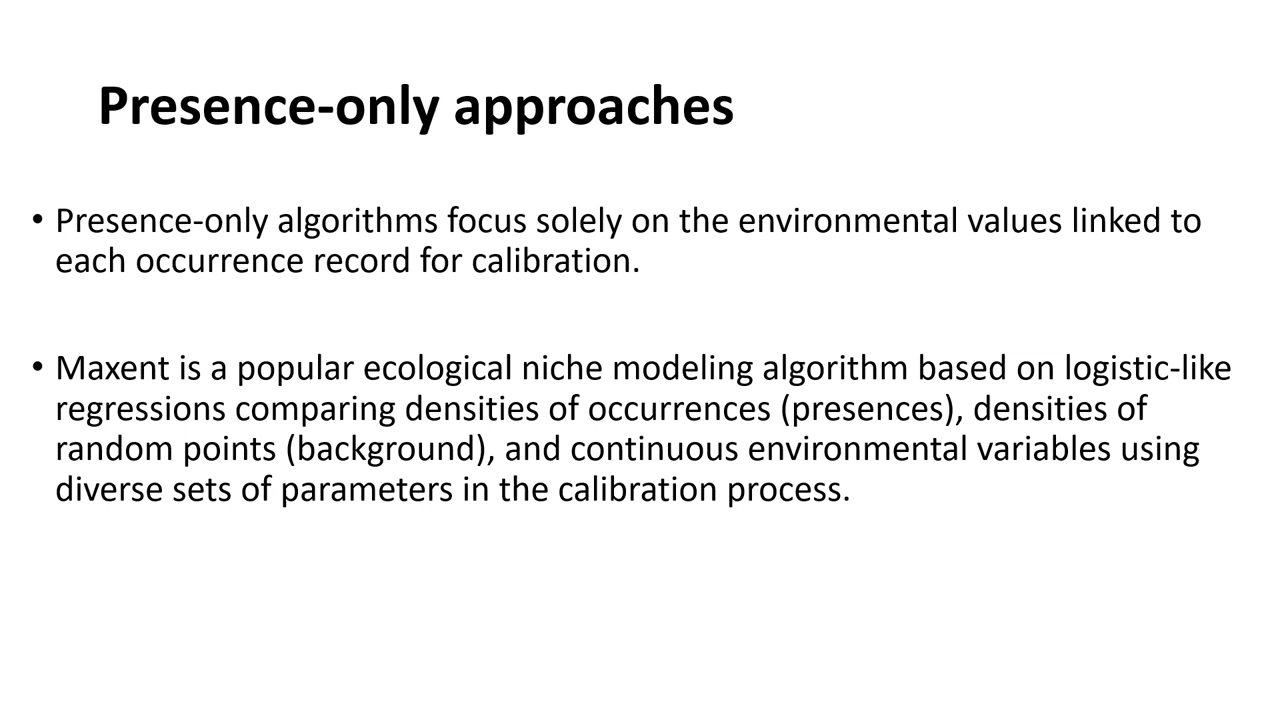 Presence-only approaches
• Presence-only algorithms focus solely on the environmental values linked to
each occurrence record for calibration.
• Maxent is a popular ecological niche modeling algorithm based on logistic-like
regressions comparing densities of occurrences (presences), densities of
random points (background), and continuous environmental variables using
diverse sets of parameters in the calibration process.